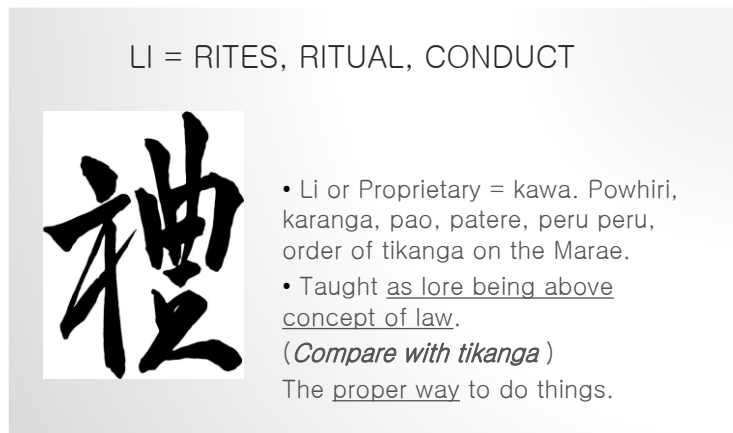 LI = RITES, RITUAL, CONDUCT
禮
• Li or Proprietary = kawa. Powhiri,
karanga, pao, patere, peru peru,
order of tikanga on the Marae.
• Taught as lore being above
concept of law.
(Compare with tikanga )
The proper way to do things.